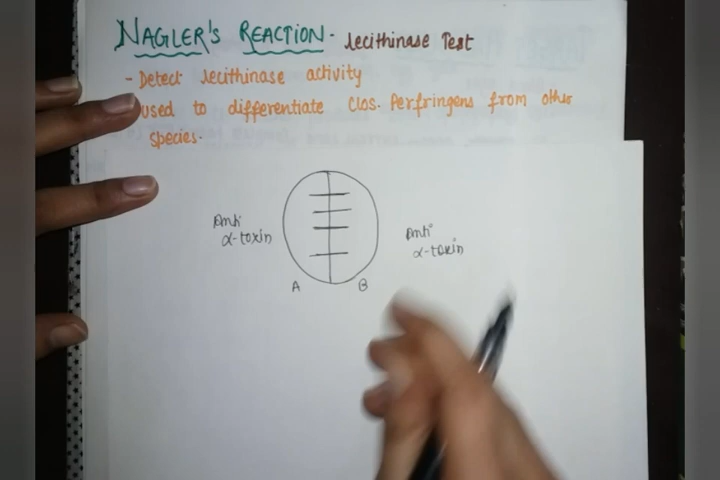 NAGLER'S REACTION - lecithinase Test
- Detect lecithinase activity
used to differentiate Clos. Perfringens from other
Species.
Anti
α-toxin
Anti
α-toxin
A
B